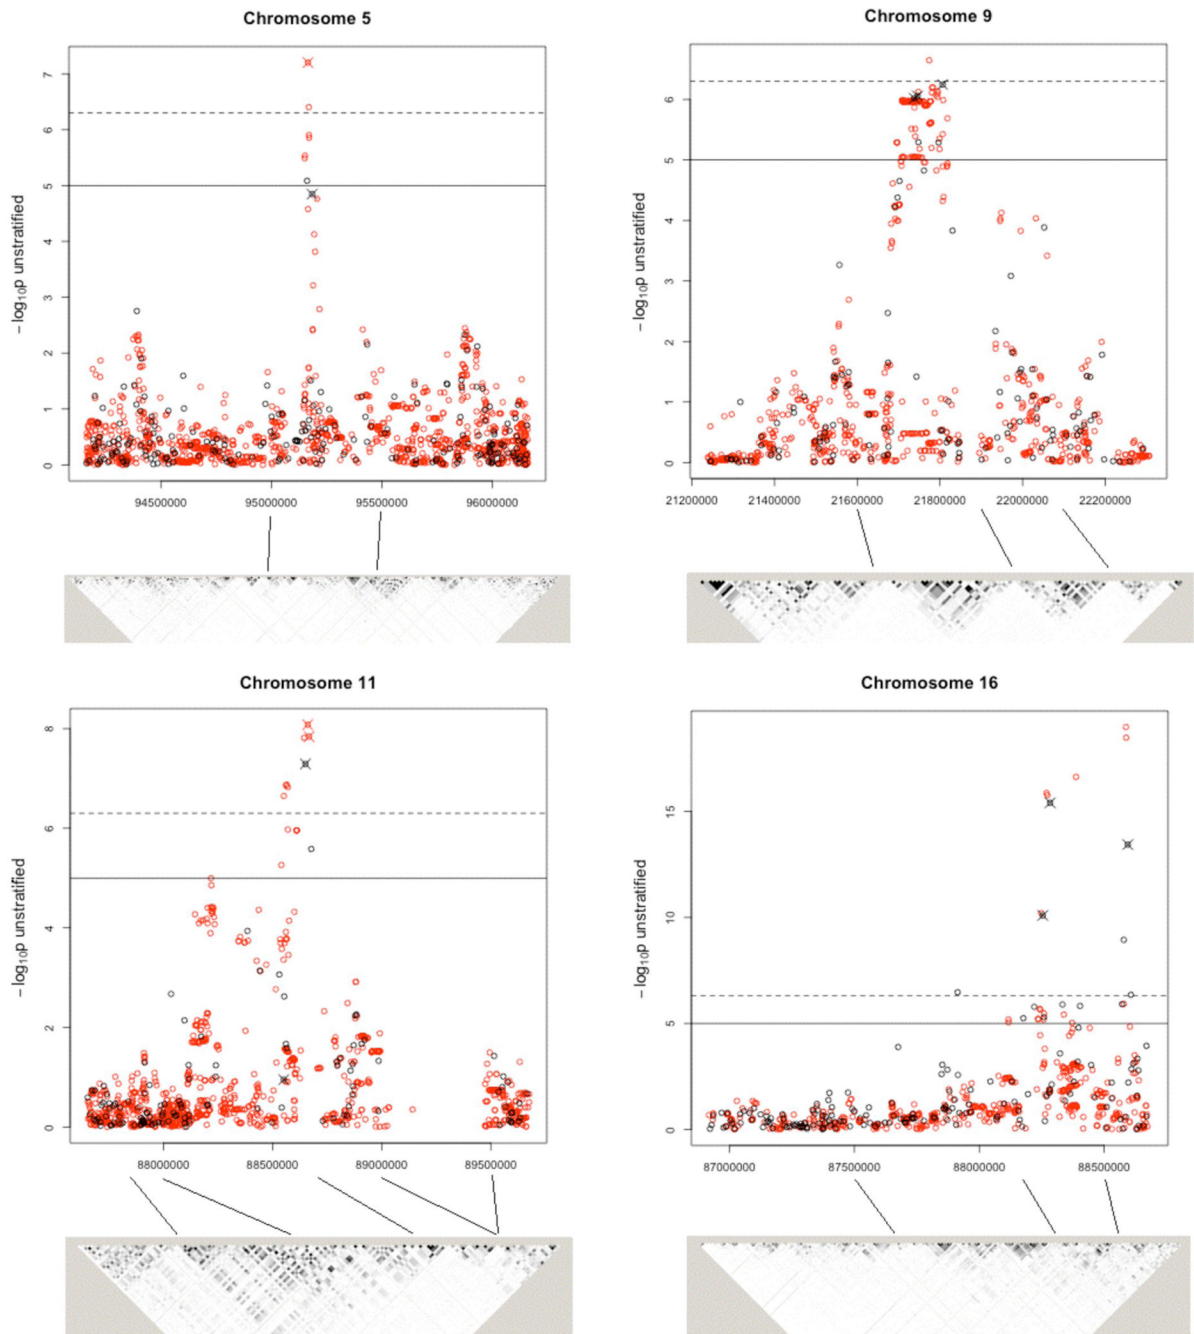 Chromosome 5
7
6
5
4
3
2
1
0
− log10p unstratified
94500000 95000000 95500000 96000000
Chromosome 9
6
5
4
3
2
1
0
− log10p unstratified
21200000 21400000 21600000 21800000 22000000 22200000
Chromosome 11
8
6
4
2
0
− log10p unstratified
88000000 88500000 89000000 89500000
Chromosome 16
15
10
5
0
− log10p unstratified
87000000 87500000 88000000 88500000